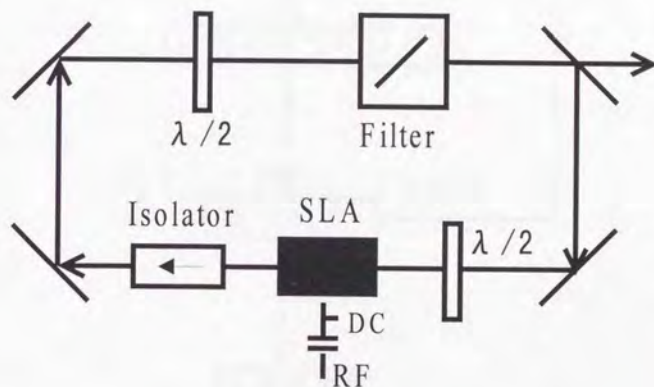 λ/2
Filter
Isolator
SLA
λ/2
DC
RF